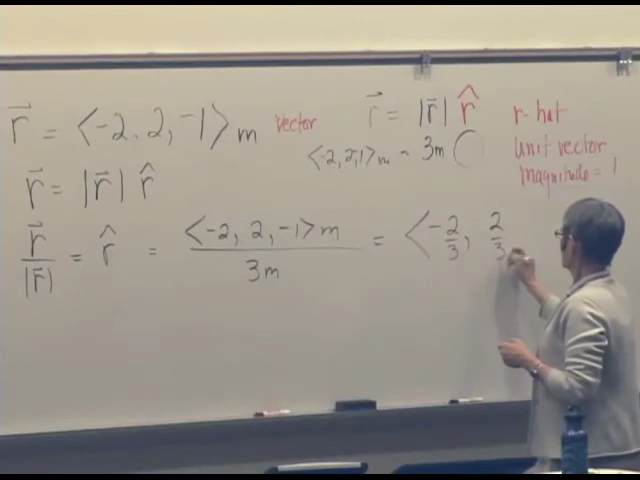 r⃗ = ⟨-2, 2, -1⟩ m vector
r⃗ = |r⃗| r̂ r-hat
⟨-2, 2, 1⟩ m = 3m ( unit vector
magnitude = 1
r⃗ = |r⃗| r̂
r⃗/|r⃗| = r̂ = ⟨-2, 2, -1⟩ m / 3m = ⟨-2/3, 2/3